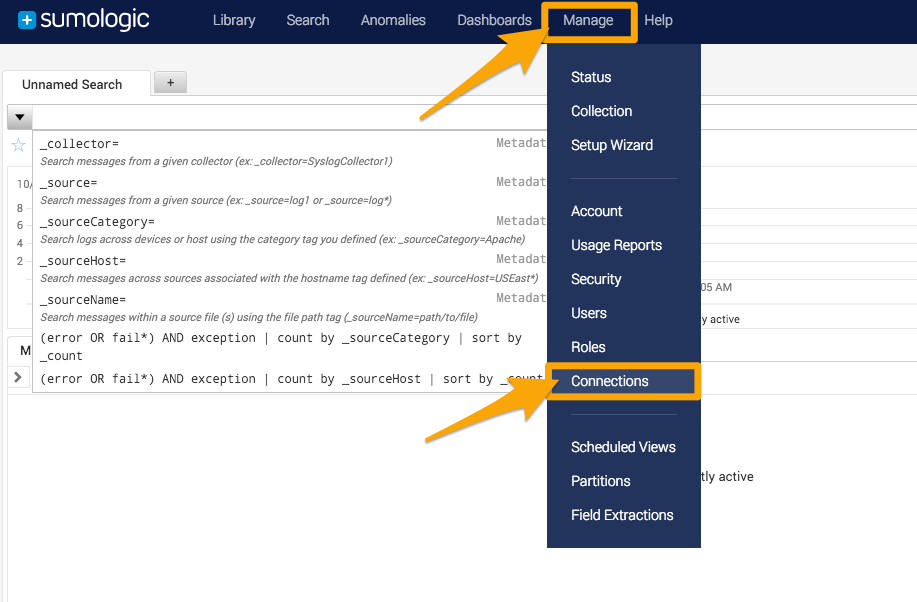 sumologic
Library Search Anomalies Dashboards Manage Help
Unnamed Search +
Status
Collection
Setup Wizard
Account
Usage Reports
Security
Users
Roles
Connections
Scheduled Views
Partitions
Field Extractions
_collector= Metadat
Search messages from a given collector (ex: _collector=SyslogCollector1)
_source= Metadat
Search messages from a given source (ex: _source=log1 or _source=log*)
_sourceCategory= Metadat
Search logs across devices or host using the category tag you defined (ex: _sourceCategory=Apache)
_sourceHost= Metadat
Search messages across sources associated with the hostname tag defined (ex: _sourceHost=USEast*)
_sourceName= Metadat
Search messages within a source file (s) using the file path tag (_sourceName=path/to/file)
(error OR fail*) AND exception | count by _sourceCategory | sort by
_count
(error OR fail*) AND exception | count by _sourceHost | sort by _count
10/
8
6
4
2
05 AM
y active
M
tly active